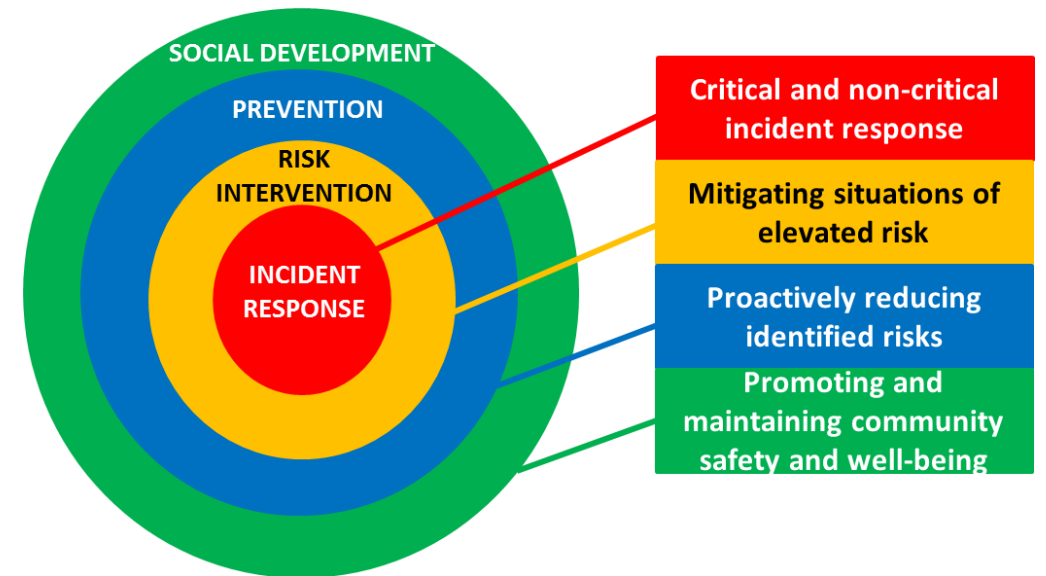 SOCIAL DEVELOPMENT
PREVENTION
RISK
INTERVENTION
INCIDENT
RESPONSE
Critical and non-critical
incident response
Mitigating situations of
elevated risk
Proactively reducing
identified risks
Promoting and
maintaining community
safety and well-being